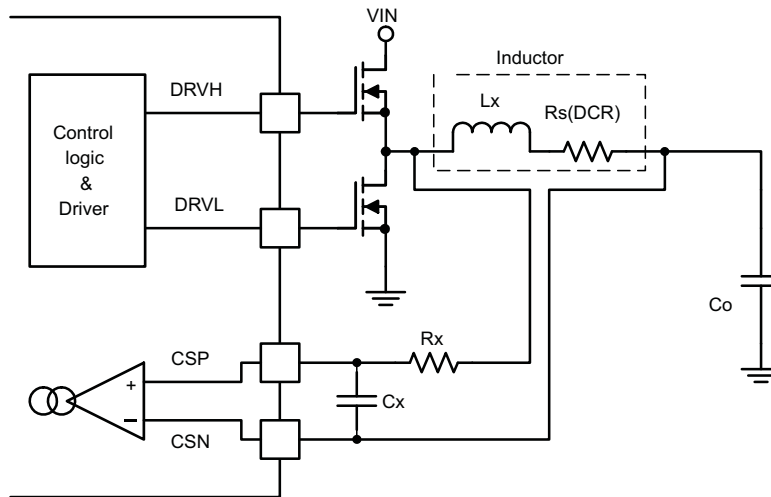 VIN
Inductor
DRVH
Lx
Rs(DCR)
Control
logic
&
Driver
DRVL
Co
CSP
Rx
+
Cx
−
CSN